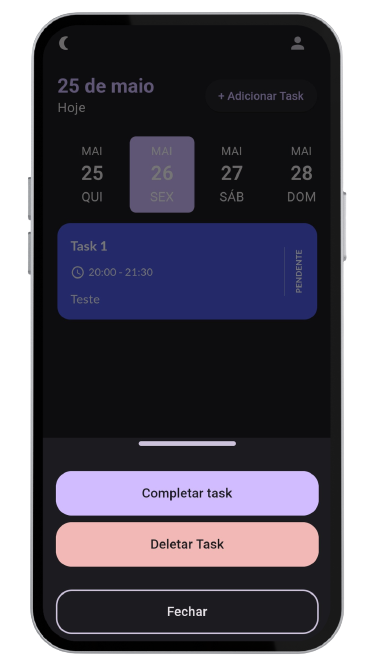 25 de maio
Hoje
+ Adicionar Task
MAI
25
QUI
MAI
26
SEX
MAI
27
SÁB
MAI
28
DOM
Task 1
20:00 - 21:30
Teste
PENDENTE
Completar task
Deletar Task
Fechar